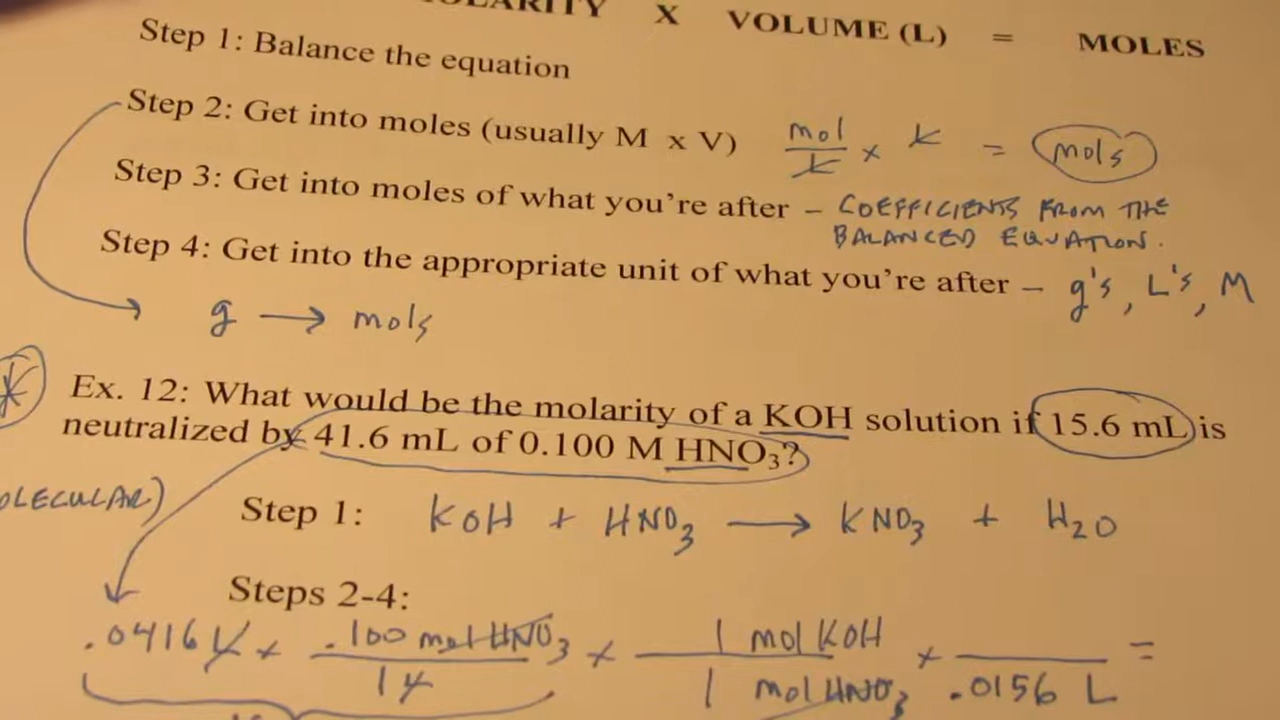 X VOLUME (L) = MOLES
Step 1: Balance the equation
Step 2: Get into moles (usually M x V) mol/L x L = mols
Step 3: Get into moles of what you're after – COEFFICIENTS FROM THE
BALANCED EQUATION.
Step 4: Get into the appropriate unit of what you're after – g's, L's, M
g → mols
Ex. 12: What would be the molarity of a KOH solution if 15.6 mL is
neutralized by 41.6 mL of 0.100 M HNO₃?
Step 1: KOH + HNO₃ → KNO₃ + H₂O
Steps 2-4:
.0416 L x .100 mol HNO₃ x 1 mol KOH x =
1 L 1 mol HNO₃ .0156 L